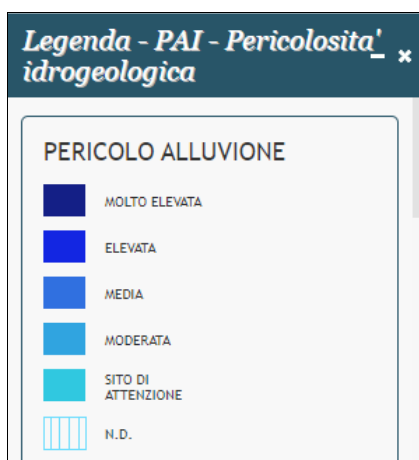 Legenda - PAI - Pericolosita'
idrogeologica
PERICOLO ALLUVIONE
MOLTO ELEVATA
ELEVATA
MEDIA
MODERATA
SITO DI
ATTENZIONE
N.D.